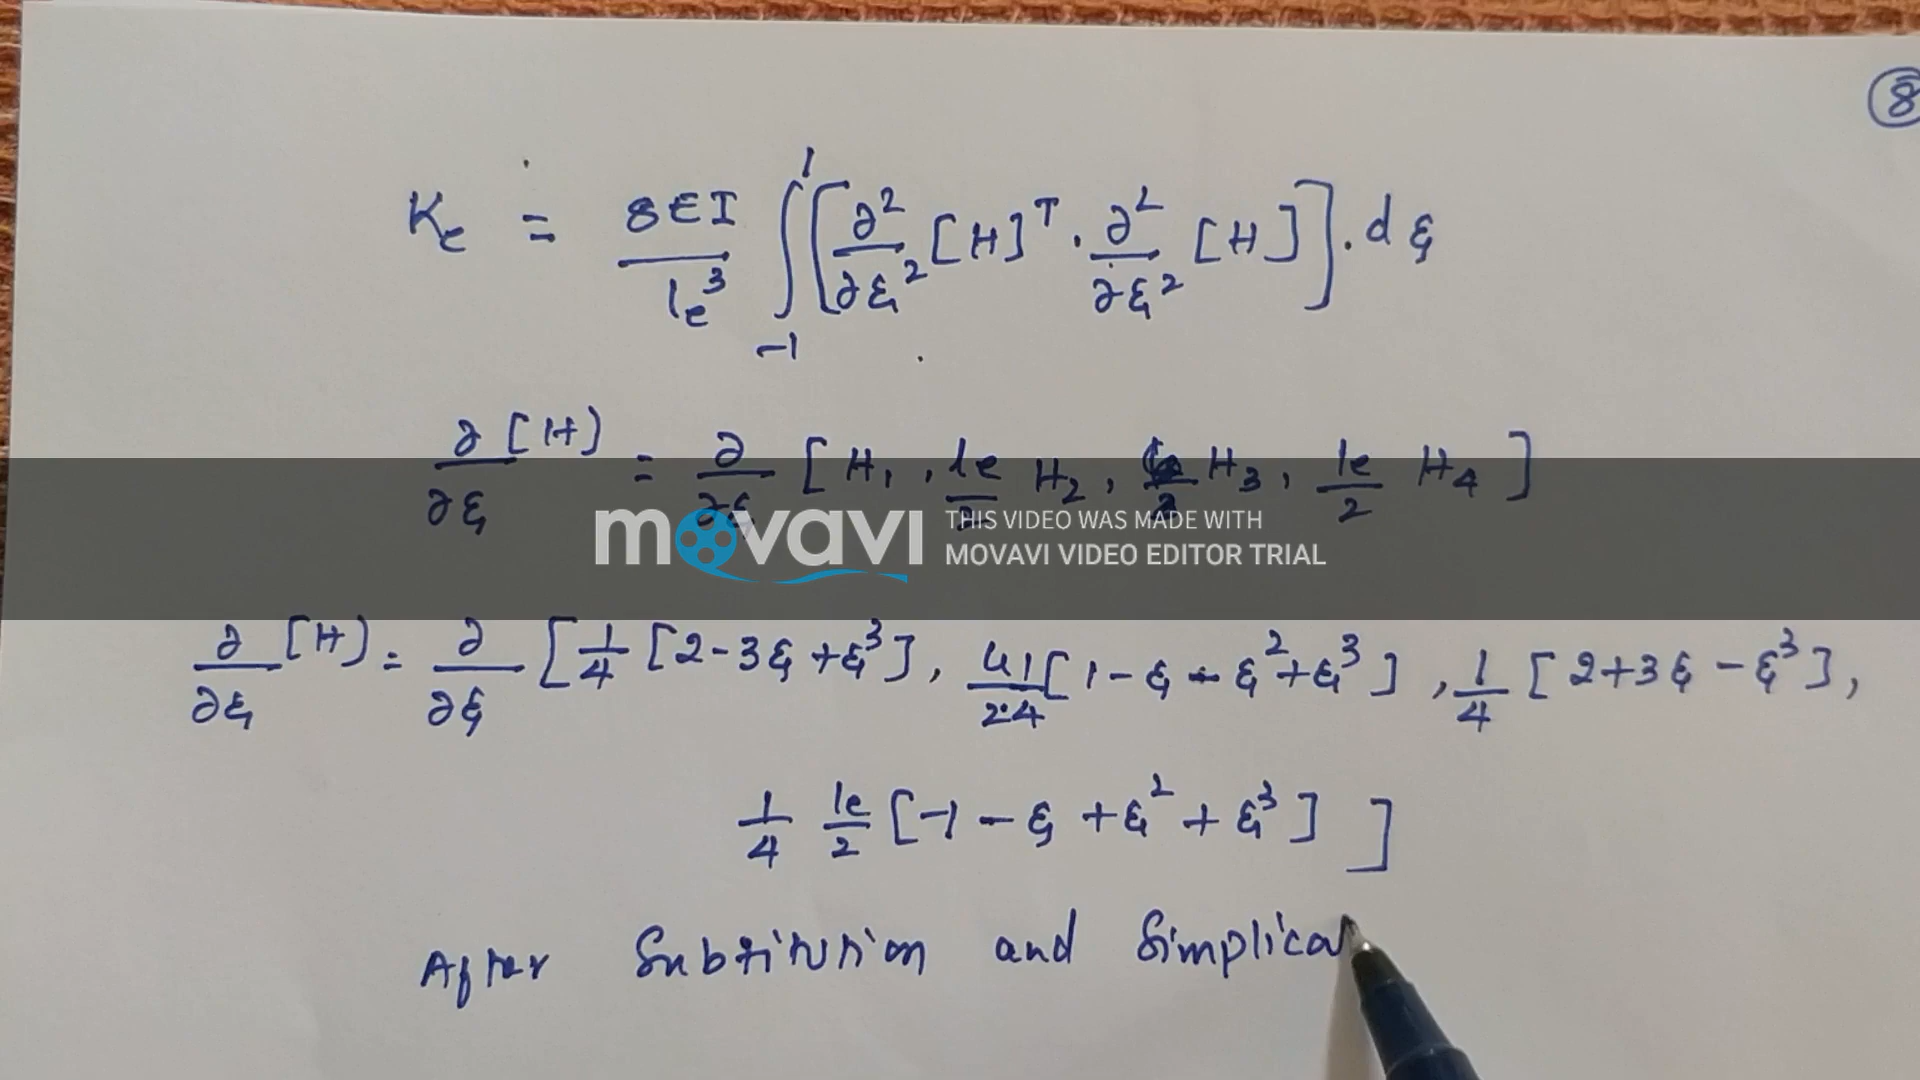 8
Ke = 8EI/le³ ∫₋₁¹ [∂²/∂ξ² [H]ᵀ . ∂²/∂ξ² [H]] . dξ
∂[H]/∂ξ = ∂/∂ξ [H₁, le/2 H₂, H₃, le/2 H₄]
movavi THIS VIDEO WAS MADE WITH
MOVAVI VIDEO EDITOR TRIAL
∂[H]/∂ξ = ∂/∂ξ [1/4 [2-3ξ+ξ³], [1-ξ-ξ²+ξ³], 1/4 [2+3ξ-ξ³],
1/4 le/2 [-1-ξ+ξ²+ξ³]]
After Subtitution and Simplica